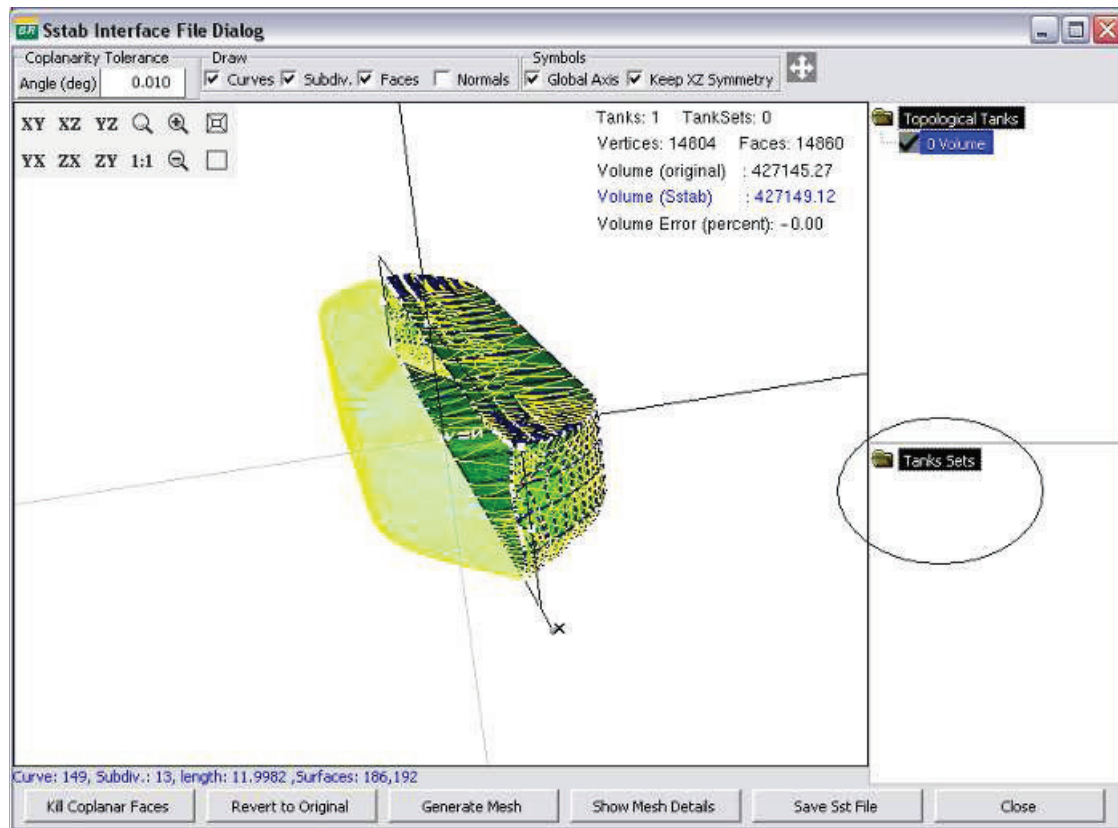 BR Sstab Interface File Dialog
Coplanarity Tolerance
Angle (deg) 0.010
Draw
Curves Subdiv. Faces Normals
Symbols
Global Axis Keep XZ Symmetry
XY XZ YZ
YX ZX ZY 1:1
Tanks: 1 TankSets: 0
Vertices: 14804 Faces: 14860
Volume (original) : 427145.27
Volume (Sstab) : 427149.12
Volume Error (percent): -0.00
X
Topological Tanks
0 Volume
Tanks Sets
Curve: 149, Subdiv.: 13, length: 11.9982 ,Surfaces: 186,192
Kill Coplanar Faces Revert to Original Generate Mesh Show Mesh Details Save Sst File Close